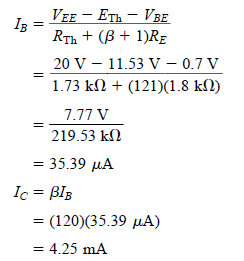 I_B = (V_EE − E_Th − V_BE) / (R_Th + (β + 1)R_E)
= (20 V − 11.53 V − 0.7 V) / (1.73 kΩ + (121)(1.8 kΩ))
= 7.77 V / 219.53 kΩ
= 35.39 μA
I_C = βI_B
= (120)(35.39 μA)
= 4.25 mA